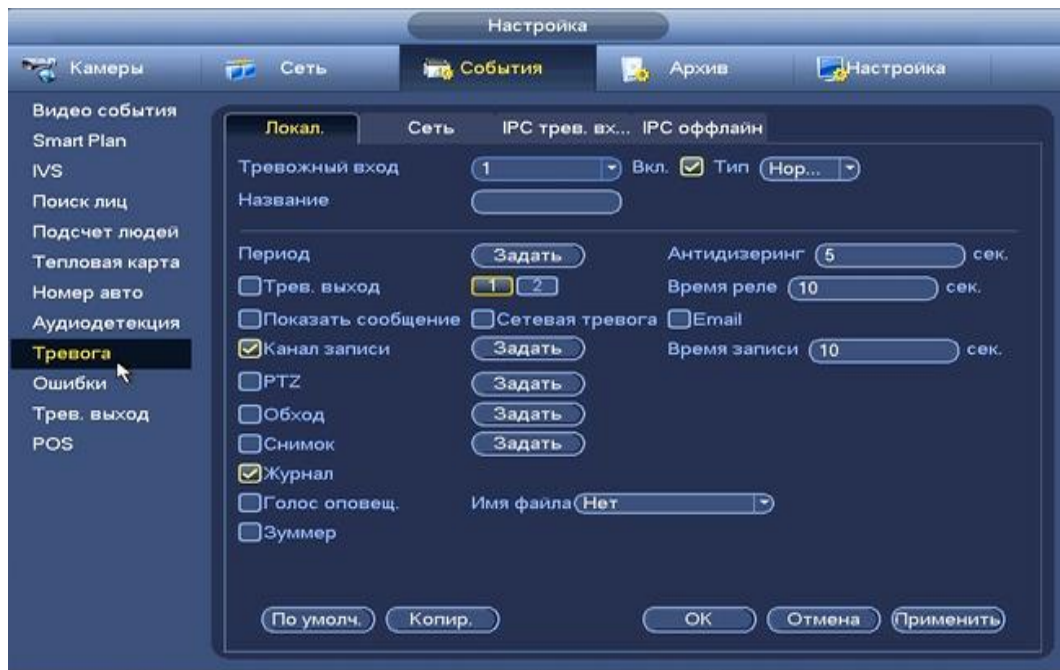 Настройка
Камеры Сеть События Архив Настройка
Видео события
Smart Plan
IVS
Поиск лиц
Подсчет людей
Тепловая карта
Номер авто
Аудиодетекция
Тревога
Ошибки
Трев. выход
POS
Локал. Сеть IPC трев. вх... IPC оффлайн
Тревожный вход 1 Вкл. Тип Нор...
Название
Период Задать Антидизеринг 5 сек.
Трев. выход 1 2 Время реле 10 сек.
Показать сообщение Сетевая тревога Email
Канал записи Задать Время записи 10 сек.
PTZ Задать
Обход Задать
Снимок Задать
Журнал
Голос оповещ. Имя файла Нет
Зуммер
По умолч. Копир. OK Отмена Применить